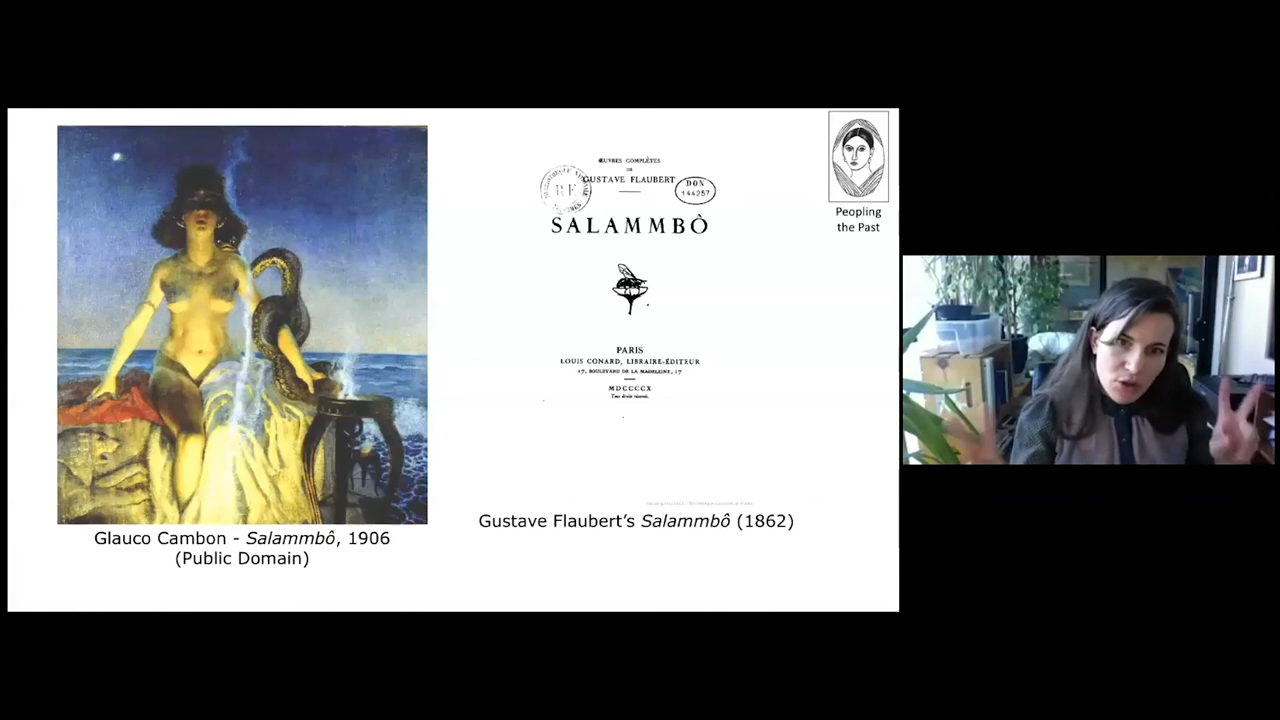 Glauco Cambon - Salammbô, 1906
(Public Domain)
ŒUVRES COMPLÈTES
DE
GUSTAVE FLAUBERT
R F
DON
144257
SALAMMBÔ
PARIS
LOUIS CONARD, LIBRAIRE-ÉDITEUR
17, BOULEVARD DE LA MADELEINE, 17
MDCCCCX
Tous droits réservés.
Gustave Flaubert’s Salammbô (1862)
Peopling
the Past